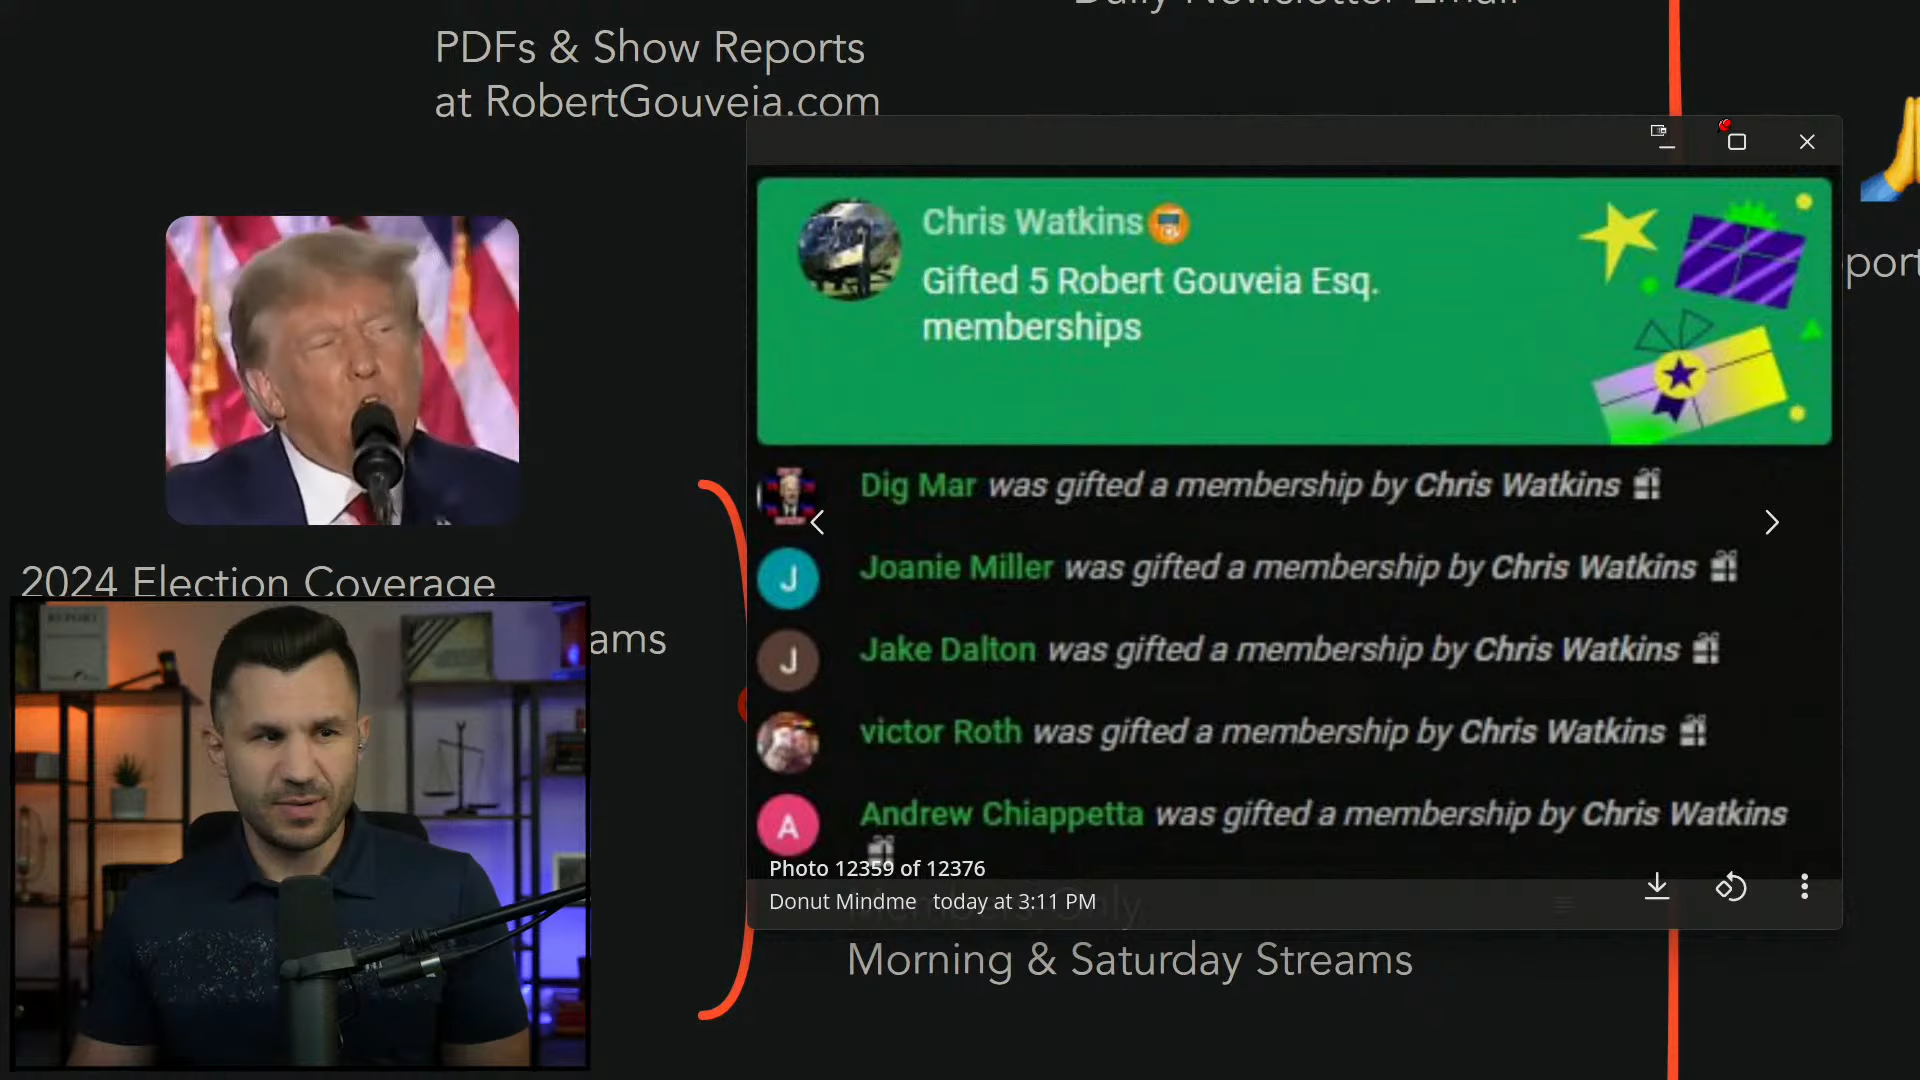 PDFs & Show Reports
at RobertGouveia.com
Chris Watkins
Gifted 5 Robert Gouveia Esq.
memberships
port
Dig Mar was gifted a membership by Chris Watkins
Joanie Miller was gifted a membership by Chris Watkins
Jake Dalton was gifted a membership by Chris Watkins
victor Roth was gifted a membership by Chris Watkins
Andrew Chiappetta was gifted a membership by Chris Watkins
Photo 12359 of 12376
Donut Mindme today at 3:11 PM
2024 Election Coverage
ams
REPORT
J
J
A
Members Only
Morning & Saturday Streams